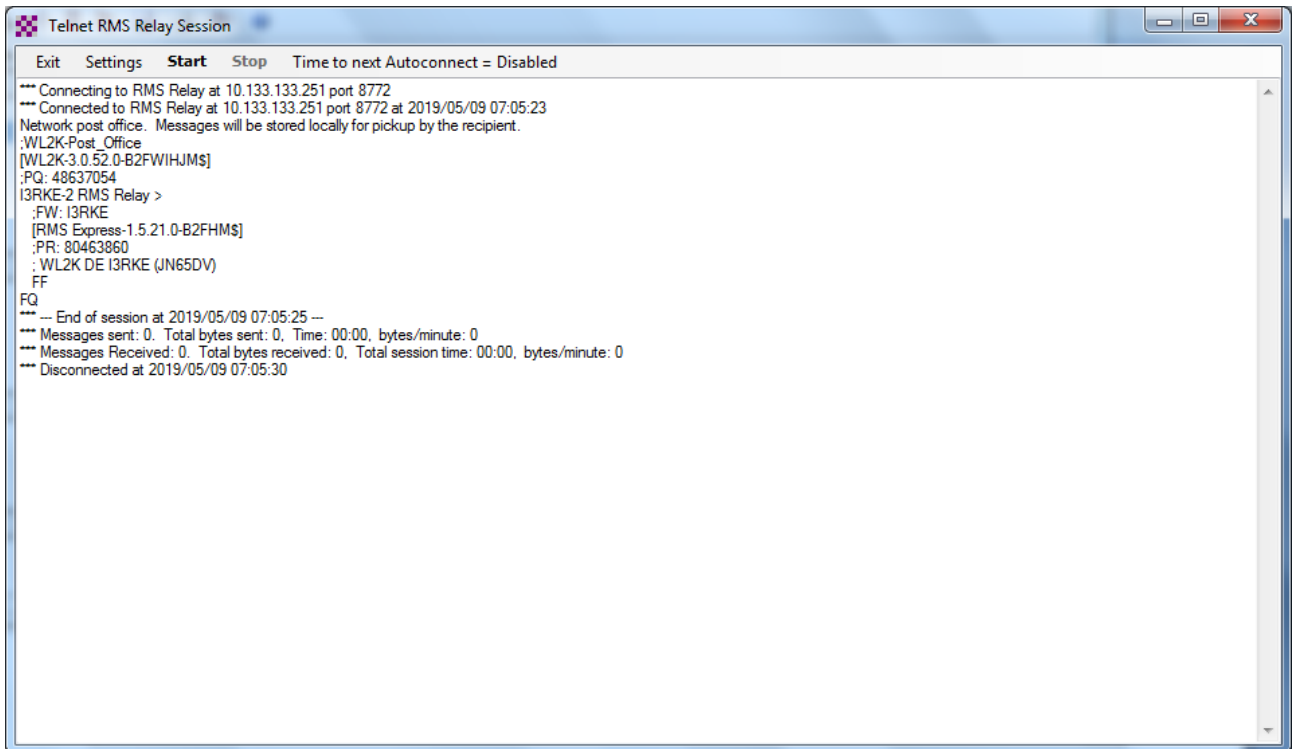 Telnet RMS Relay Session
Exit Settings Start Stop Time to next Autoconnect = Disabled
*** Connecting to RMS Relay at 10.133.133.251 port 8772
*** Connected to RMS Relay at 10.133.133.251 port 8772 at 2019/05/09 07:05:23
Network post office.  Messages will be stored locally for pickup by the recipient.
;WL2K-Post_Office
[WL2K-3.0.52.0-B2FWIHJM$]
;PQ: 48637054
I3RKE-2 RMS Relay >
;FW: I3RKE
[RMS Express-1.5.21.0-B2FHM$]
;PR: 80463860
; WL2K DE I3RKE (JN65DV)
FF
FQ
*** --- End of session at 2019/05/09 07:05:25 ---
*** Messages sent: 0.  Total bytes sent: 0,  Time: 00:00,  bytes/minute: 0
*** Messages Received: 0.  Total bytes received: 0,  Total session time: 00:00,  bytes/minute: 0
*** Disconnected at 2019/05/09 07:05:30